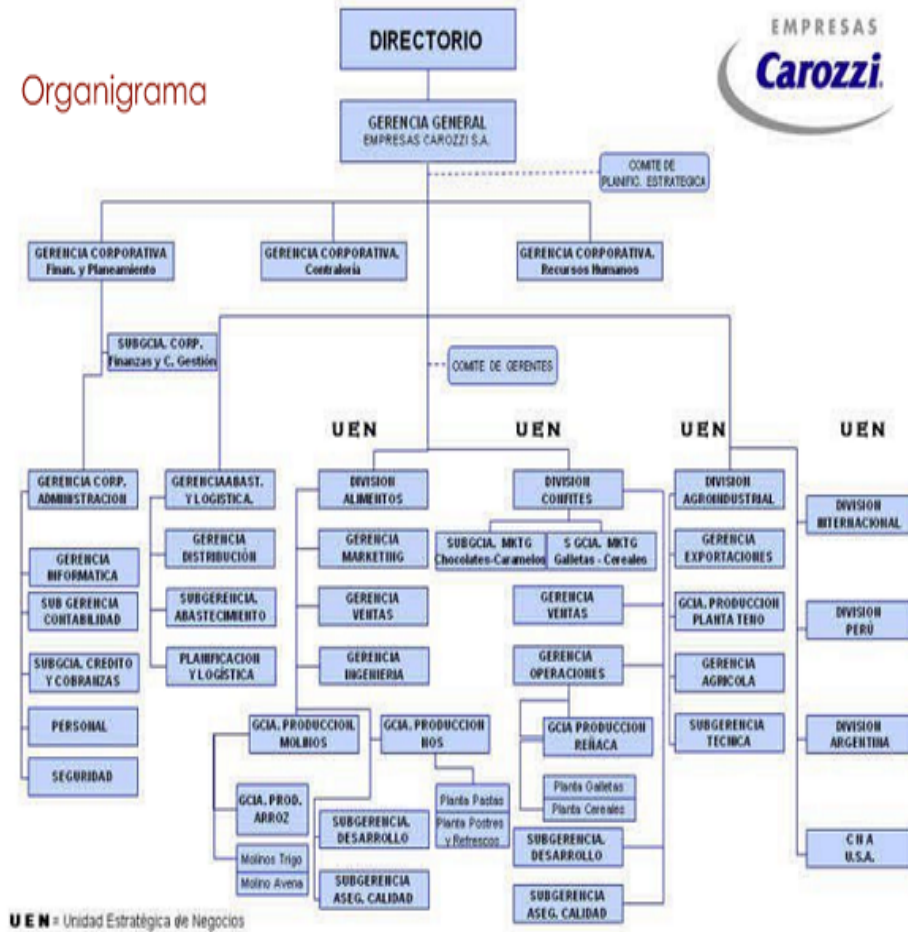 EMPRESAS
Carozzi.
Organigrama
DIRECTORIO
GERENCIA GENERAL
EMPRESAS CAROZZI S.A.
COMITE DE
PLANIFIC. ESTRATEGICA
GERENCIA CORPORATIVA
Finan. y Planeamiento
GERENCIA CORPORATIVA.
Contraloria
GERENCIA CORPORATIVA.
Recursos Humanos
SUBGCIA. CORP.
Finanzas y C. Gestión
COMITE DE GERENTES
UEN
UEN
UEN
UEN
GERENCIA CORP.
ADMINISTRACION
GERENCIA INFORMATICA
SUB GERENCIA
CONTABILIDAD
SUBGCIA. CREDITO
Y COBRANZAS
PERSONAL
SEGURIDAD
GERENCIA ABAST.
Y LOGISTICA.
GERENCIA
DISTRIBUCIÓN
SUBGERENCIA.
ABASTECIMIENTO
PLANIFICACION
Y LOGÍSTICA
DIVISION
ALIMENTOS
GERENCIA
MARKETING
GERENCIA
VENTAS
GERENCIA
INGENIERIA
GCIA. PRODUCCION.
MOLINOS
GCIA. PROD.
ARROZ
Molinos Trigo
Molino Avena
GCIA. PRODUCCION
NOS
Planta Pastas
Planta Postres
y Refrescos
SUBGERENCIA.
DESARROLLO
SUBGERENCIA
ASEG. CALIDAD
DIVISION
CONFITES
SUBGCIA. MKTG
Chocolates-Caramelos
S GCIA. MKTG
Galletas - Cereales
GERENCIA
VENTAS
GERENCIA
OPERACIONES
GCIA PRODUCCION
REÑACA
Planta Galletas
Planta Cereales
SUBGERENCIA.
DESARROLLO
SUBGERENCIA
ASEG. CALIDAD
DIVISION
AGROINDUSTRIAL
GERENCIA
EXPORTACIONES
GCIA. PRODUCCION
PLANTA TENO
GERENCIA
AGRICOLA
SUBGERENCIA
TECNICA
DIVISION
INTERNACIONAL
DIVISION
PERÚ
DIVISION
ARGENTINA
CNA
U.S.A.
UEN = Unidad Estratégica de Negocios